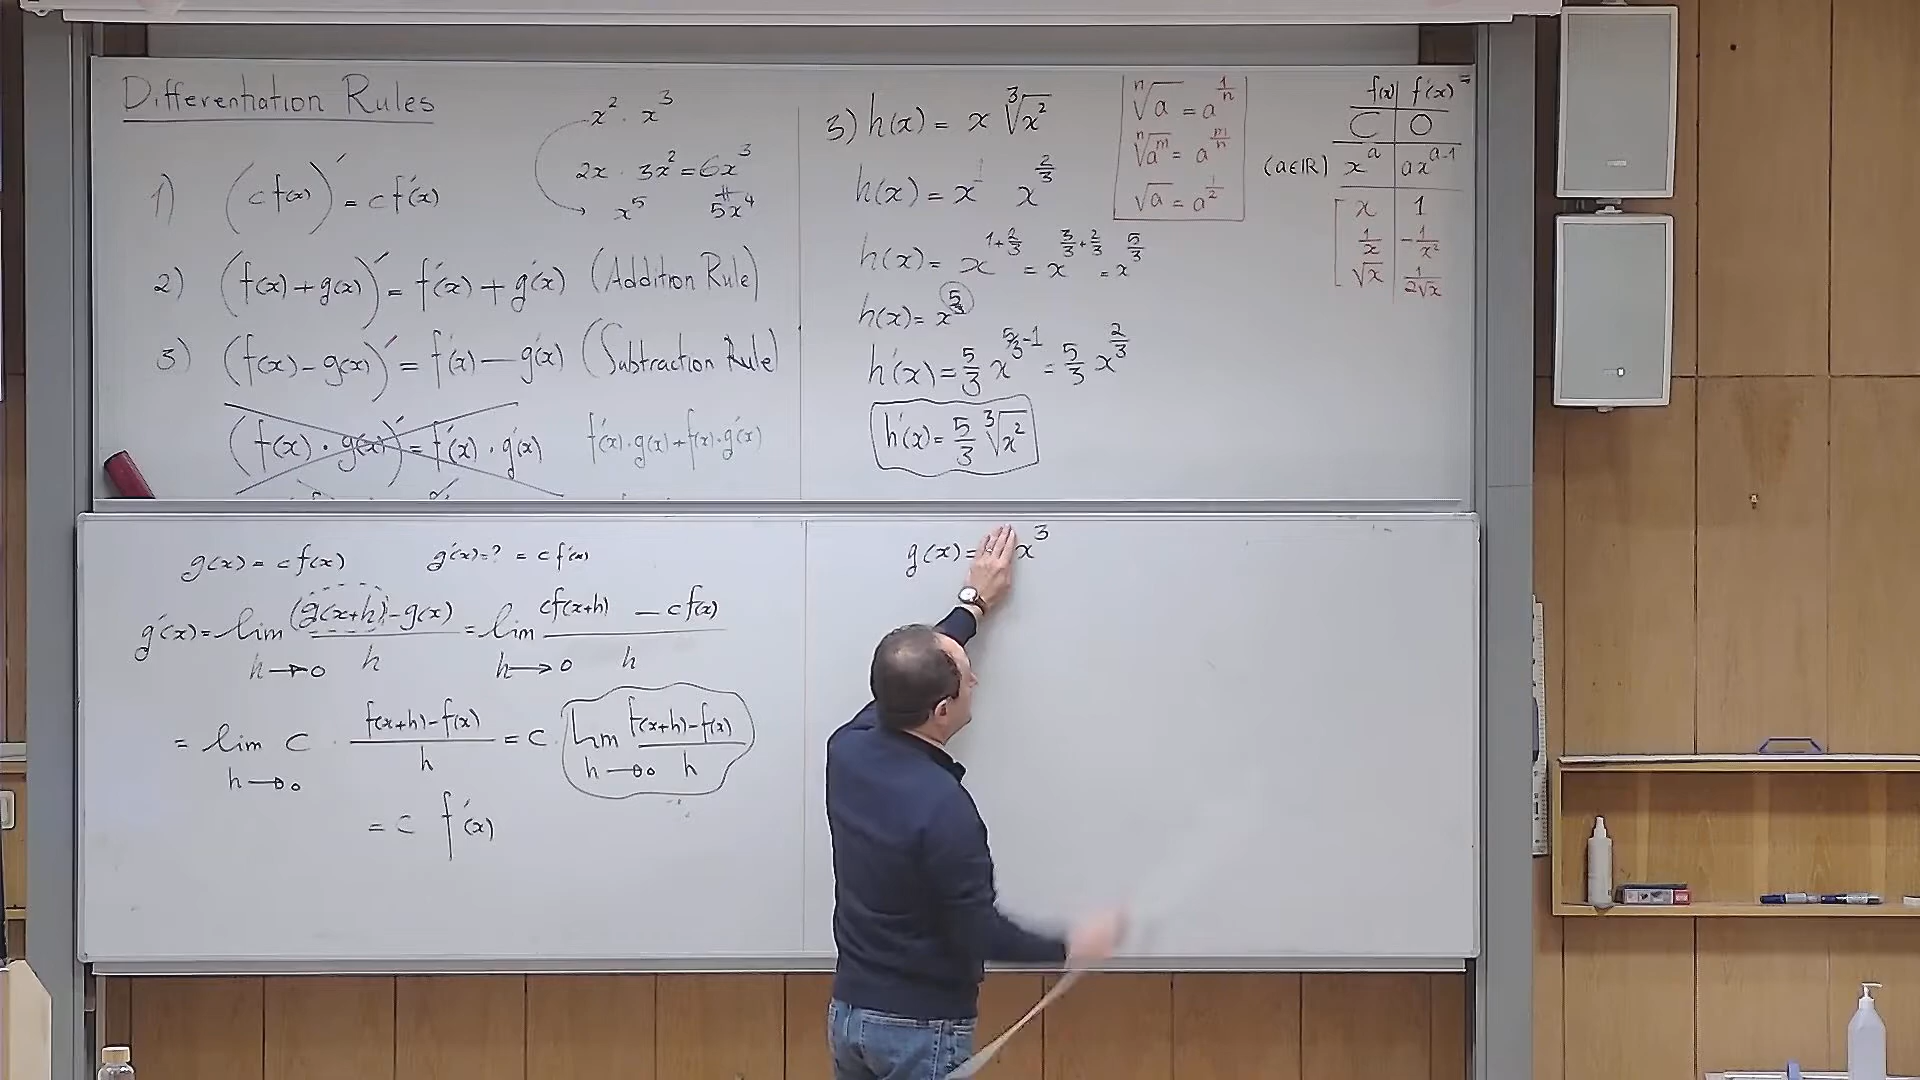 Differentiation Rules
x² · x³
2x · 3x² = 6x³
≠
x⁵ 5x⁴
1) (c f(x))′ = c f′(x)
2) (f(x) + g(x))′ = f′(x) + g′(x) (Addition Rule)
3) (f(x) - g(x))′ = f′(x) - g′(x) (Subtraction Rule)
(f(x) · g(x))′ = f′(x) · g′(x) f′(x)·g(x) + f(x)·g′(x)
3) h(x) = x ∛x²
h(x) = x¹ x^(2/3)
h(x) = x^(1+2/3) = x^(3/3+2/3) = x^(5/3)
h(x) = x^(5/3)
h′(x) = 5/3 x^(5/3-1) = 5/3 x^(2/3)
h′(x) = 5/3 ∛x²
ⁿ√a = a^(1/n)
ⁿ√a^m = a^(m/n)
√a = a^(1/2)
f(x) f′(x)
C 0
(a∈ℝ) x^a ax^(a-1)
x 1
1/x -1/x²
√x 1/(2√x)
g(x) = c f(x) g′(x) = ? = c f′(x)
g′(x) = lim h→0 (g(x+h) - g(x))/h = lim h→0 (cf(x+h) - cf(x))/h
= lim h→0 C · (f(x+h) - f(x))/h = C · lim h→0 (f(x+h) - f(x))/h
= c f′(x)
g(x) = x³